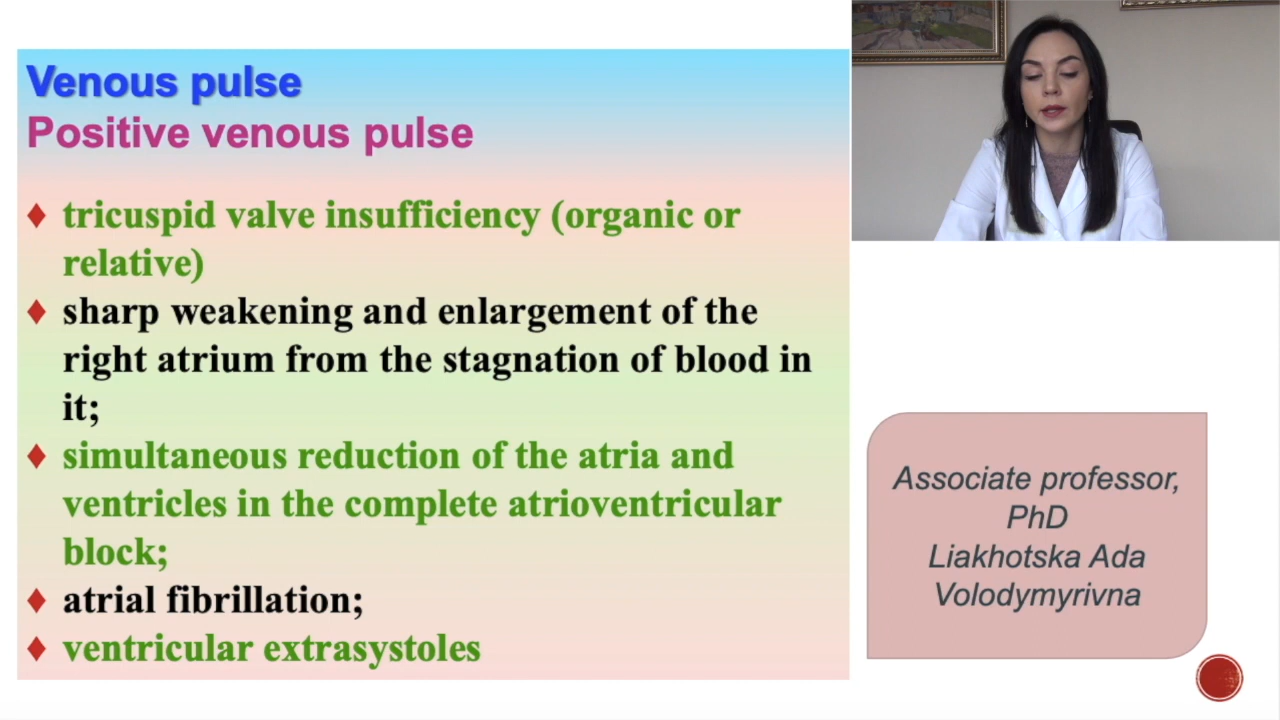 Venous pulse
Positive venous pulse
♦ tricuspid valve insufficiency (organic or
relative)
♦ sharp weakening and enlargement of the
right atrium from the stagnation of blood in
it;
♦ simultaneous reduction of the atria and
ventricles in the complete atrioventricular
block;
♦ atrial fibrillation;
♦ ventricular extrasystoles
Associate professor,
PhD
Liakhotska Ada
Volodymyrivna